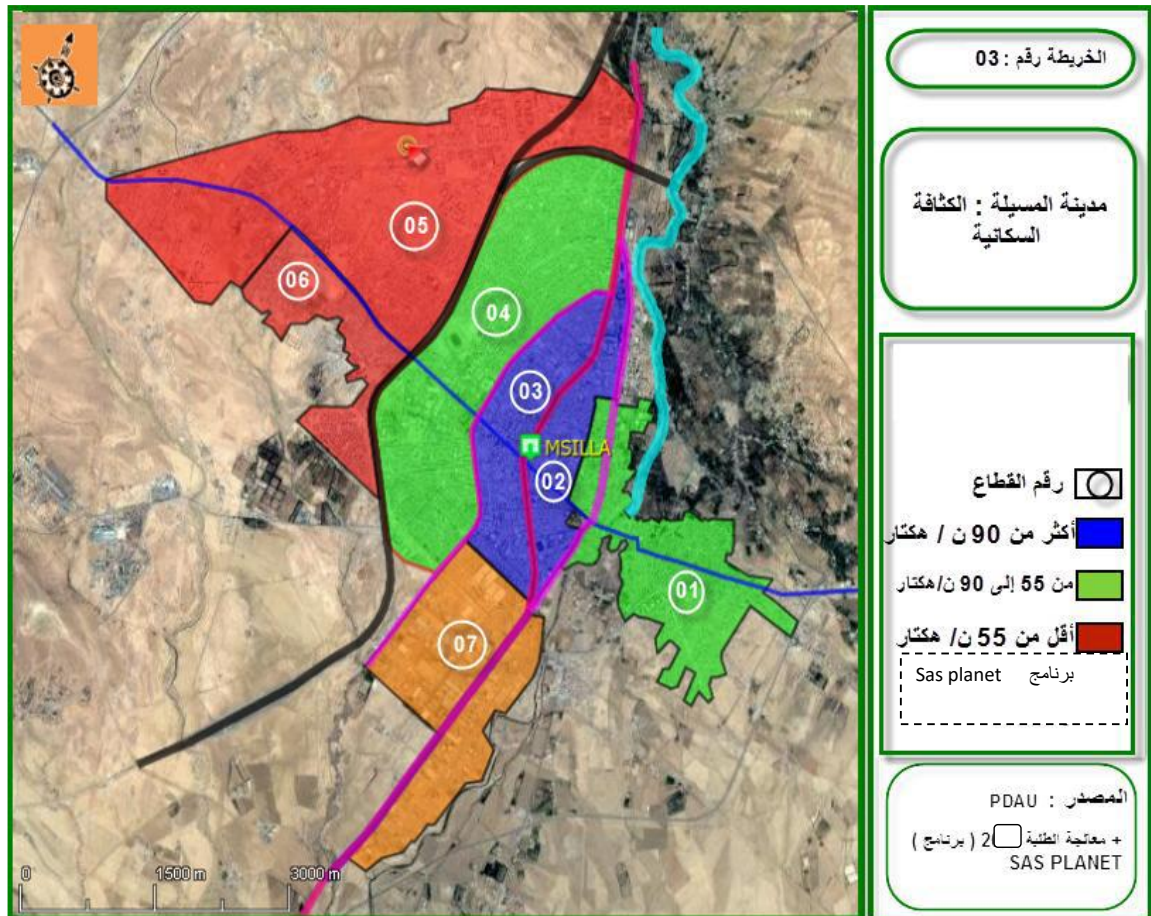 05
06
04
03
MSILLA
02
01
07
0 1500 m 3000 m
الخريطة رقم : 03
مدينة المسيلة : الكثافة
السكانية
رقم القطاع
أكثر من 90 ن / هكتار
من 55 إلى 90 ن/هكتار
أقل من 55 ن/ هكتار
برنامج Sas planet
المصدر : PDAU
+ معالجة الطلبة 2 ( برنامج )
SAS PLANET